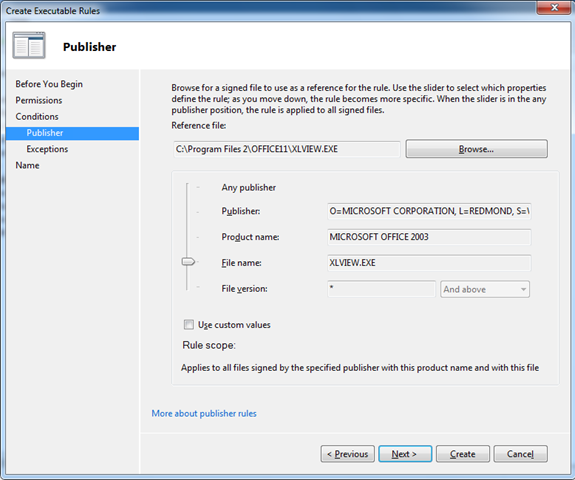 Create Executable Rules
Publisher
Before You Begin
Permissions
Conditions
Publisher
Exceptions
Name
Browse for a signed file to use as a reference for the rule. Use the slider to select which properties
define the rule; as you move down, the rule becomes more specific. When the slider is in the any
publisher position, the rule is applied to all signed files.
Reference file:
C:\Program Files 2\OFFICE11\XLVIEW.EXE
Browse...
Any publisher
Publisher: O=MICROSOFT CORPORATION, L=REDMOND, S=
Product name: MICROSOFT OFFICE 2003
File name: XLVIEW.EXE
File version: * And above
Use custom values
Rule scope:
Applies to all files signed by the specified publisher with this product name and with this file
More about publisher rules
< Previous Next > Create Cancel